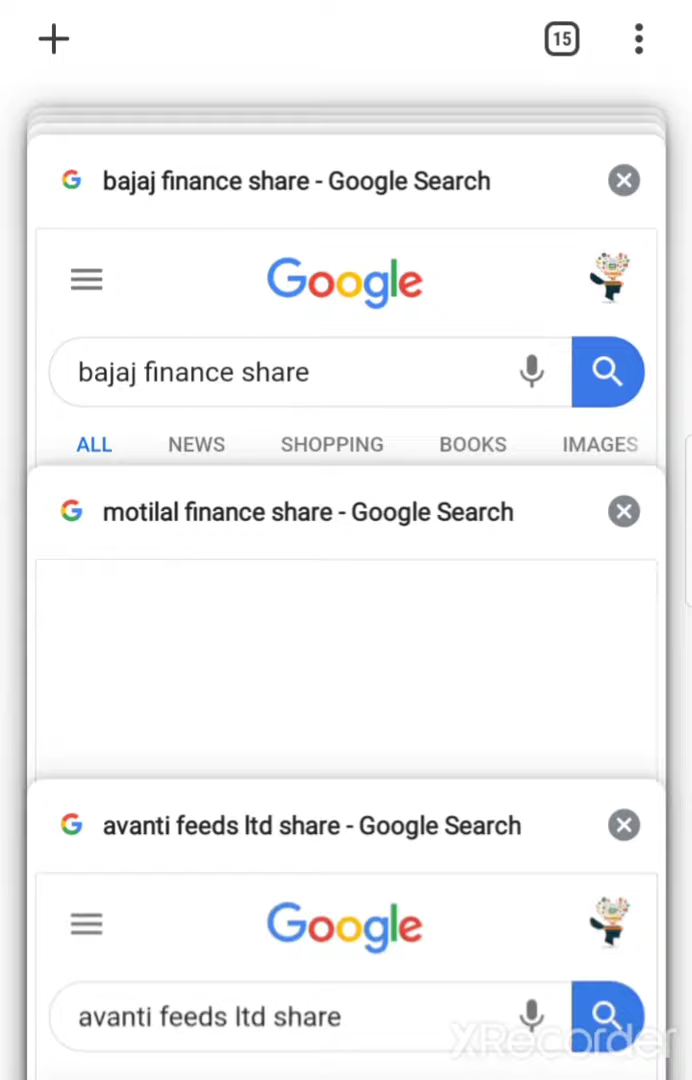 15
bajaj finance share - Google Search
Google
bajaj finance share
ALL NEWS SHOPPING BOOKS IMAGES
motilal finance share - Google Search
avanti feeds ltd share - Google Search
Google
avanti feeds ltd share
XRecorder